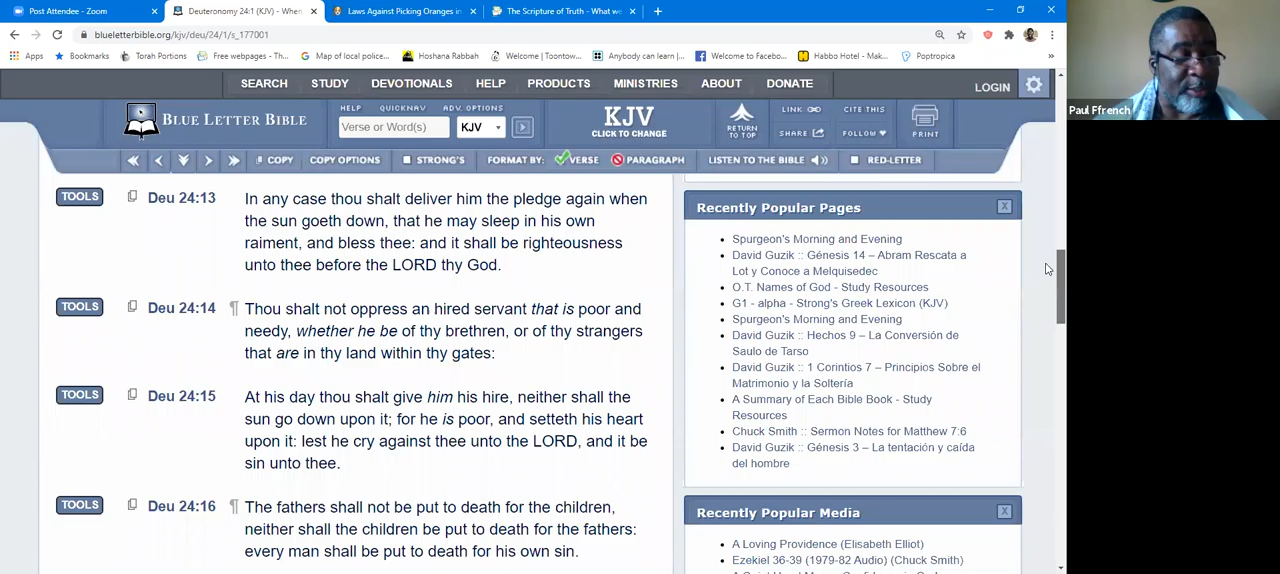 Post Attendee - Zoom
Deuteronomy 24:1 (KJV) - When
Laws Against Picking Oranges in
The Scripture of Truth - What we
blueletterbible.org/kjv/deu/24/1/s_177001
Apps
Bookmarks
Torah Portions
Free webpages - Th...
Map of local police...
Hoshana Rabbah
Welcome | Toontow...
Anybody can learn |...
Welcome to Facebo...
Habbo Hotel - Mak...
Poptropica
SEARCH STUDY DEVOTIONALS HELP PRODUCTS MINISTRIES ABOUT DONATE
LOGIN
BLUE LETTER BIBLE
HELP QUICKNAV ADV. OPTIONS
Verse or Word(s)
KJV
KJV
CLICK TO CHANGE
RETURN
TO TOP
LINK
CITE THIS
SHARE
FOLLOW
PRINT
COPY COPY OPTIONS STRONG'S FORMAT BY: VERSE PARAGRAPH LISTEN TO THE BIBLE RED-LETTER
TOOLS Deu 24:13 In any case thou shalt deliver him the pledge again when
the sun goeth down, that he may sleep in his own
raiment, and bless thee: and it shall be righteousness
unto thee before the LORD thy God.
TOOLS Deu 24:14 ¶ Thou shalt not oppress an hired servant that is poor and
needy, whether he be of thy brethren, or of thy strangers
that are in thy land within thy gates:
TOOLS Deu 24:15 At his day thou shalt give him his hire, neither shall the
sun go down upon it; for he is poor, and setteth his heart
upon it: lest he cry against thee unto the LORD, and it be
sin unto thee.
TOOLS Deu 24:16 ¶ The fathers shall not be put to death for the children,
neither shall the children be put to death for the fathers:
every man shall be put to death for his own sin.
Recently Popular Pages
Spurgeon's Morning and Evening
David Guzik :: Génesis 14 – Abram Rescata a
Lot y Conoce a Melquisedec
O.T. Names of God - Study Resources
G1 - alpha - Strong's Greek Lexicon (KJV)
Spurgeon's Morning and Evening
David Guzik :: Hechos 9 – La Conversión de
Saulo de Tarso
David Guzik :: 1 Corintios 7 – Principios Sobre el
Matrimonio y la Soltería
A Summary of Each Bible Book - Study
Resources
Chuck Smith :: Sermon Notes for Matthew 7:6
David Guzik :: Génesis 3 – La tentación y caída
del hombre
Recently Popular Media
A Loving Providence (Elisabeth Elliot)
Ezekiel 36-39 (1979-82 Audio) (Chuck Smith)
Paul Ffrench